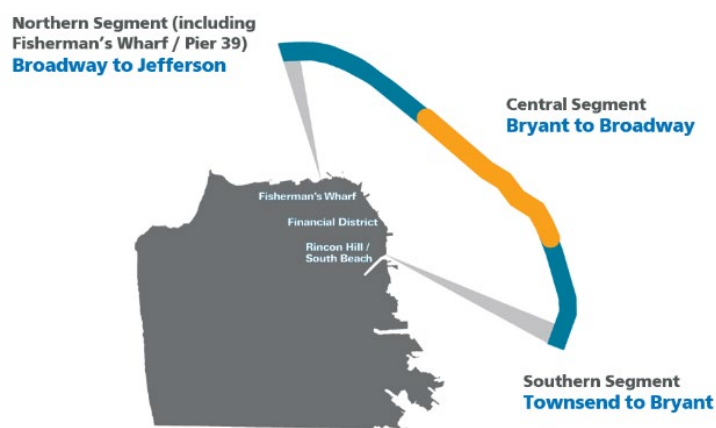 Northern Segment (including
Fisherman's Wharf / Pier 39)
Broadway to Jefferson
Central Segment
Bryant to Broadway
Fisherman's Wharf
Financial District
Rincon Hill /
South Beach
Southern Segment
Townsend to Bryant